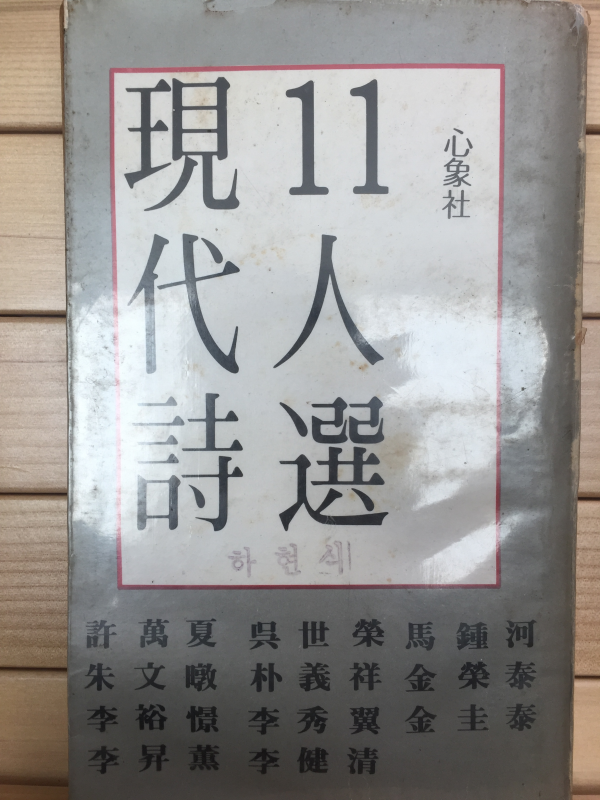 心象社
11人選
現代詩
하 현
許萬夏 呉世榮 馬鍾河
朱文暾 朴義祥 金榮泰
李裕憬 李秀翼 金圭泰
李昇薫 李健清